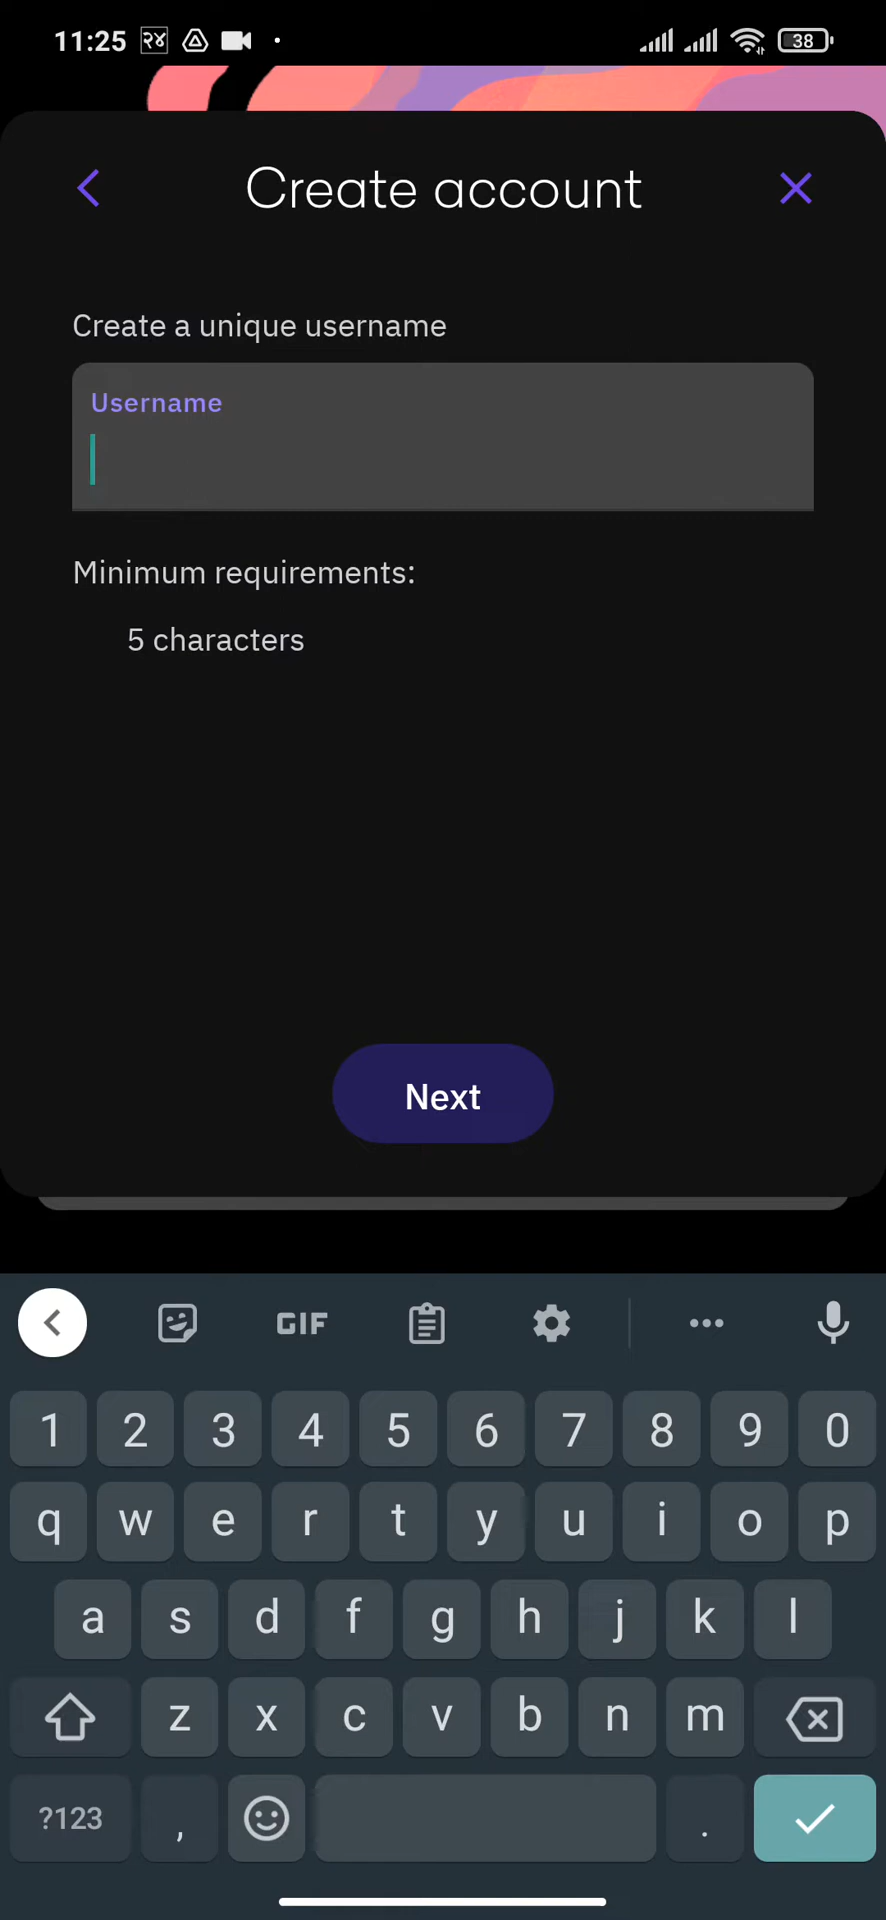 11:25 २४ 38
Create account
Create a unique username
Username
Minimum requirements:
5 characters
Next
GIF
1 2 3 4 5 6 7 8 9 0
q w e r t y u i o p
a s d f g h j k l
z x c v b n m
?123 , .